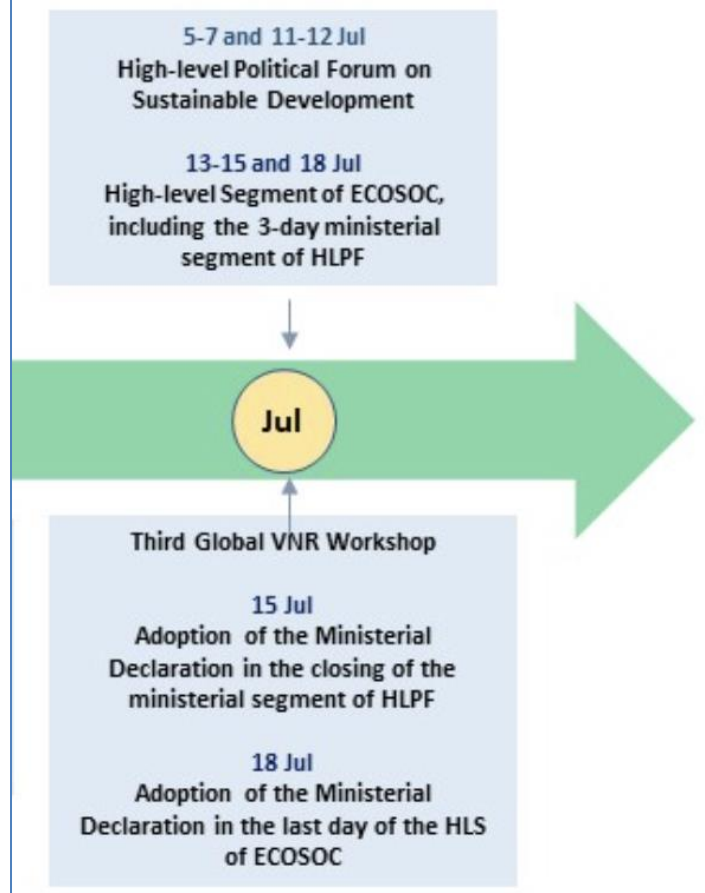 5-7 and 11-12 Jul
High-level Political Forum on
Sustainable Development
13-15 and 18 Jul
High-level Segment of ECOSOC,
including the 3-day ministerial
segment of HLPF
Jul
Third Global VNR Workshop
15 Jul
Adoption of the Ministerial
Declaration in the closing of the
ministerial segment of HLPF
18 Jul
Adoption of the Ministerial
Declaration in the last day of the HLS
of ECOSOC